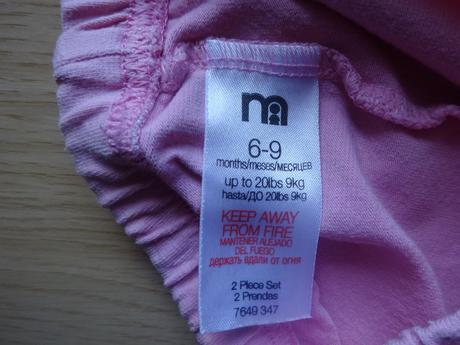 m
6-9
months/meses/МЕСЯЦЕВ
up to 20lbs 9kg
hasta/ДО 20lbs 9kg
KEEP AWAY
FROM FIRE
MANTENER ALEJADO
DEL FUEGO
держать вдали от огня
2 Piece Set
2 Prendas
7649 347